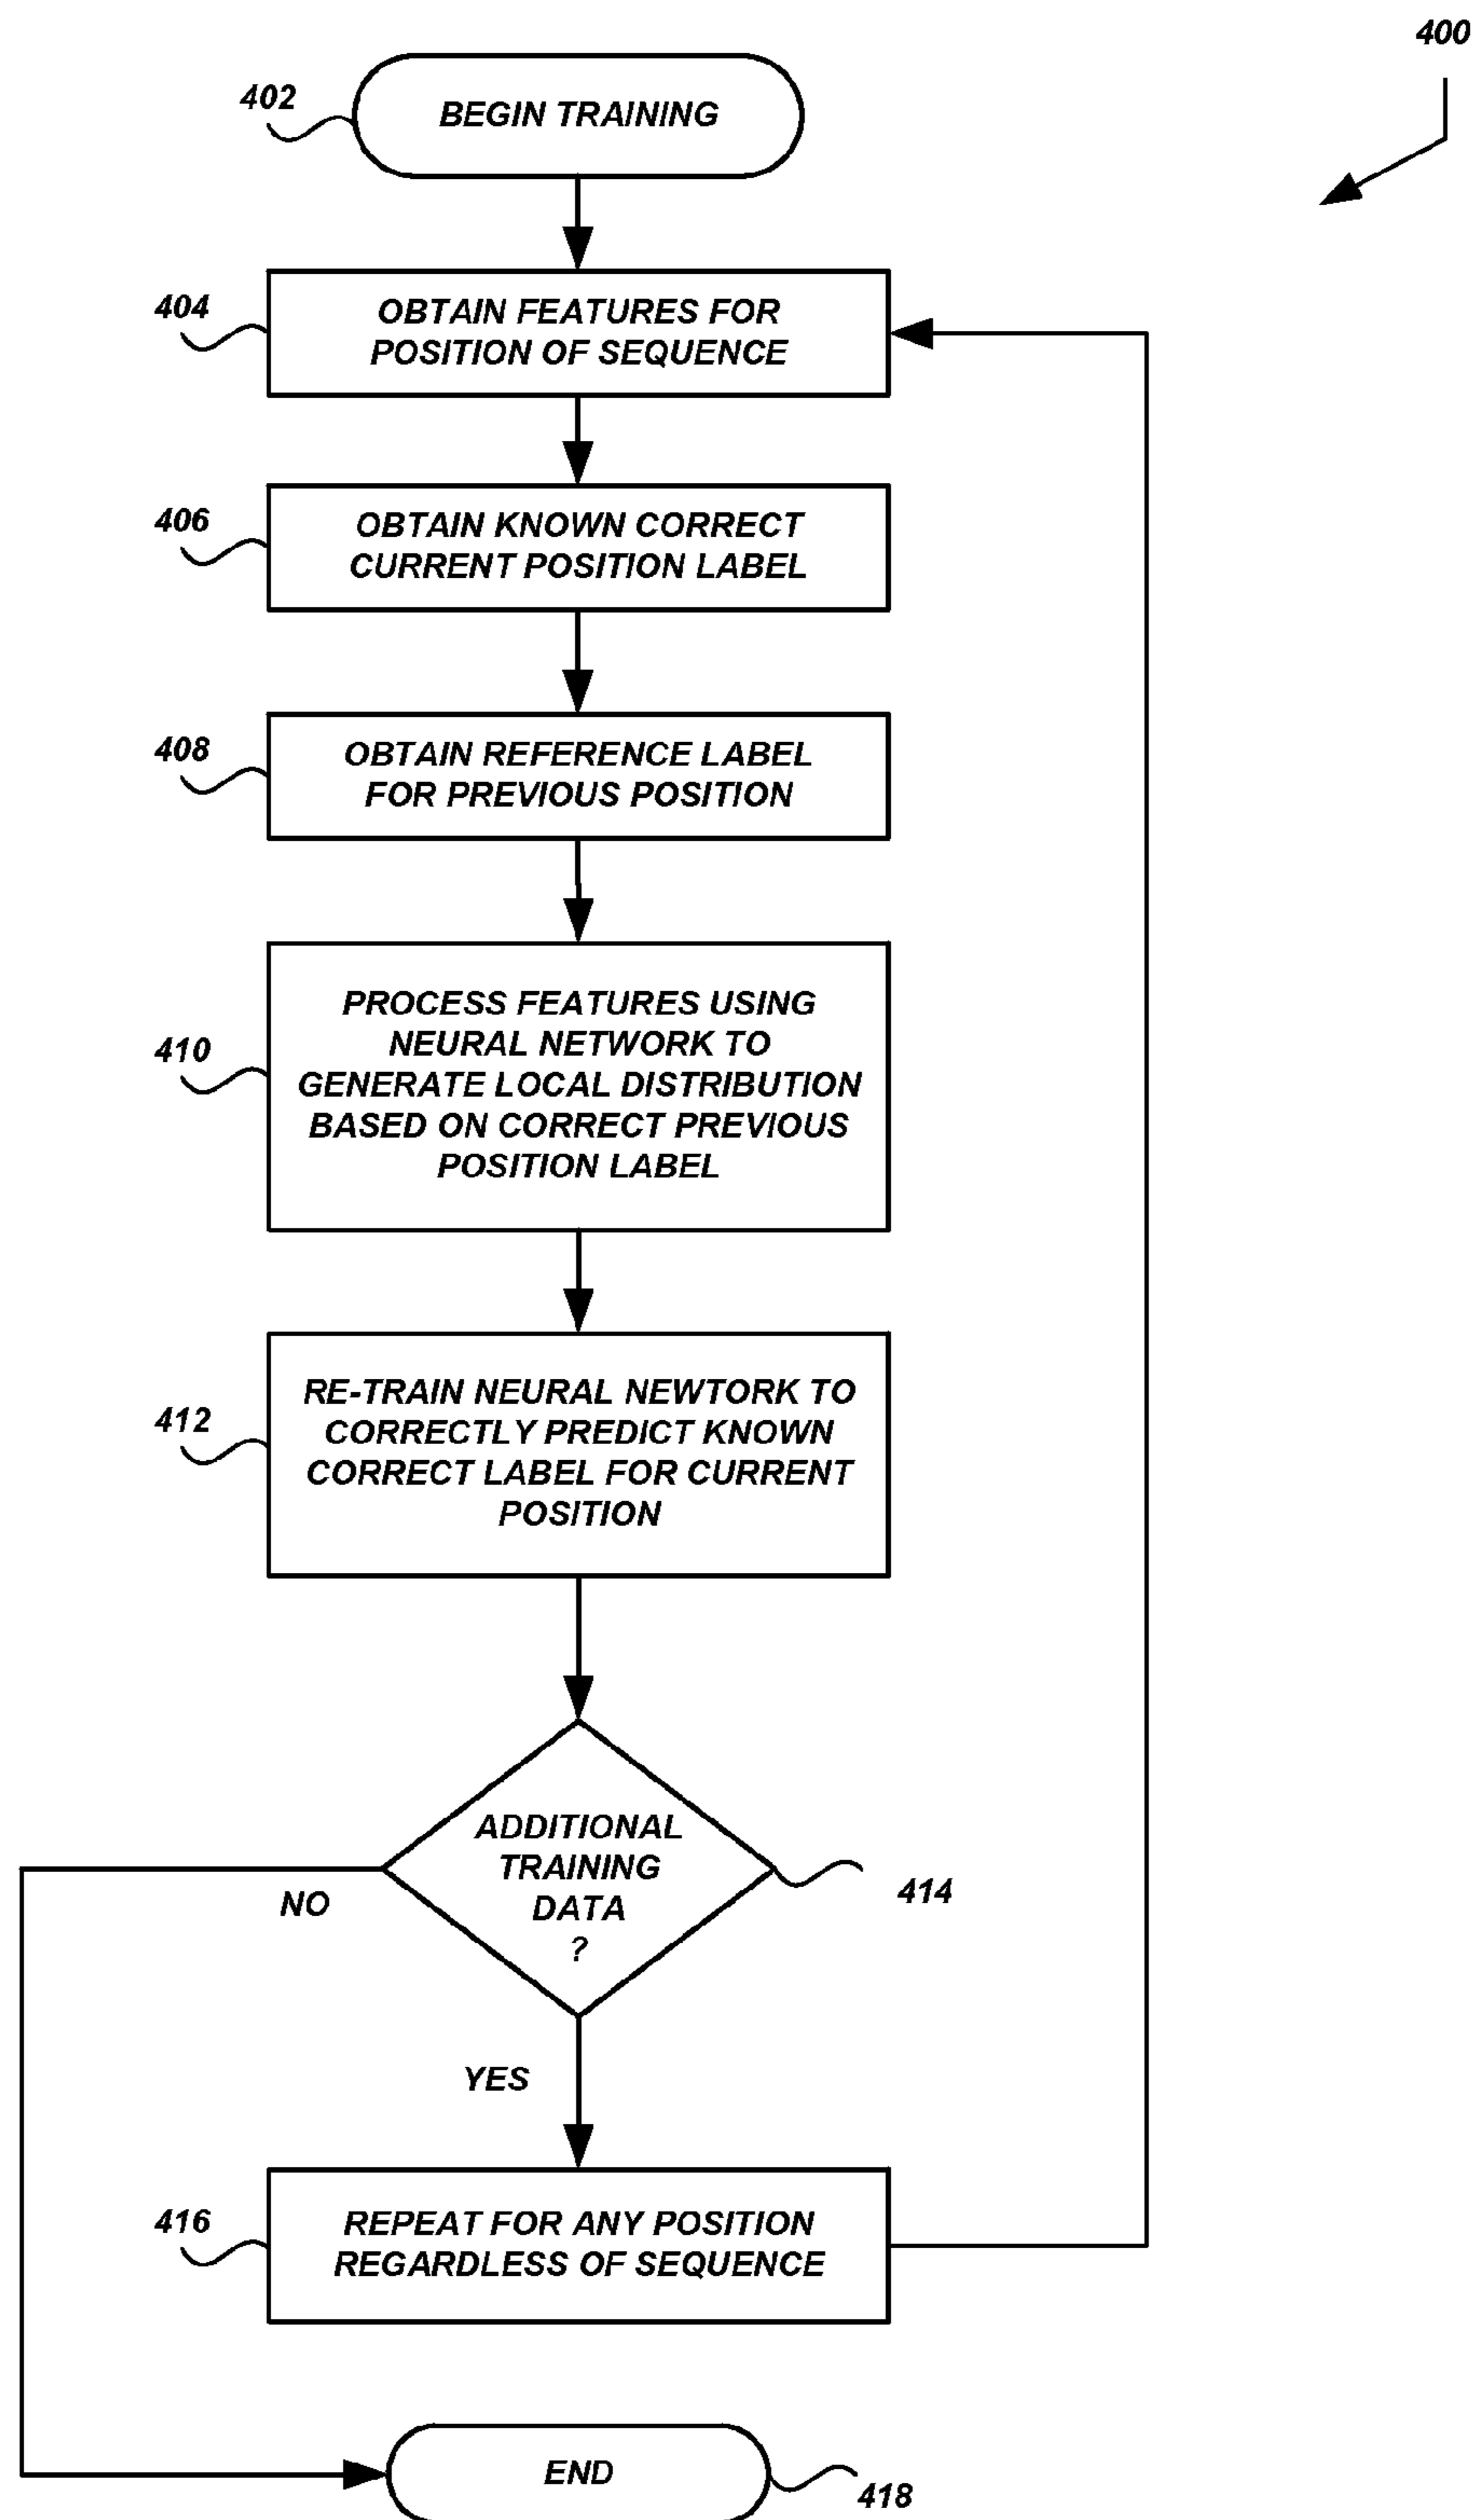 400
402
BEGIN TRAINING
404
OBTAIN FEATURES FOR
POSITION OF SEQUENCE
406
OBTAIN KNOWN CORRECT
CURRENT POSITION LABEL
408
OBTAIN REFERENCE LABEL
FOR PREVIOUS POSITION
410
PROCESS FEATURES USING
NEURAL NETWORK TO
GENERATE LOCAL DISTRIBUTION
BASED ON CORRECT PREVIOUS
POSITION LABEL
412
RE-TRAIN NEURAL NEWTORK TO
CORRECTLY PREDICT KNOWN
CORRECT LABEL FOR CURRENT
POSITION
ADDITIONAL
TRAINING
DATA
?
414
NO
YES
416
REPEAT FOR ANY POSITION
REGARDLESS OF SEQUENCE
END
418